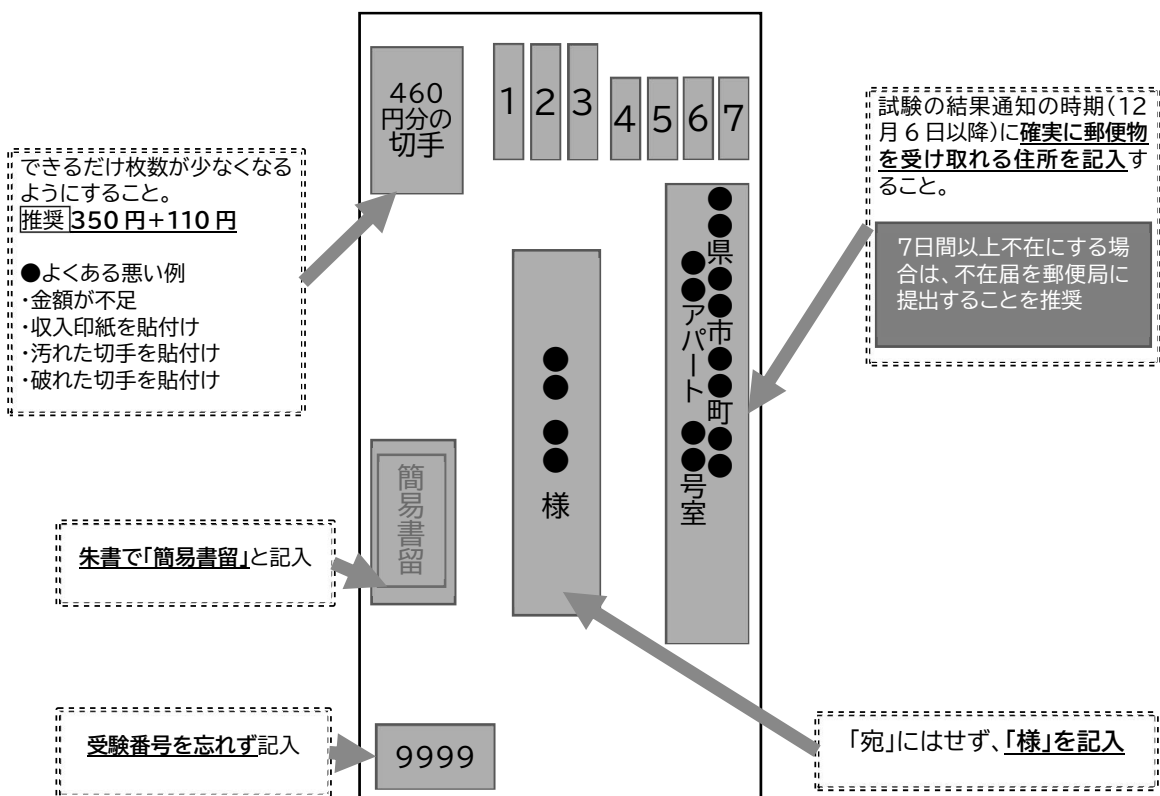 460
円分の
切手
1 2 3 4 5 6 7
できるだけ枚数が少なくなる
ようにすること。
推奨 350円+110円
●よくある悪い例
・金額が不足
・収入印紙を貼付け
・汚れた切手を貼付け
・破れた切手を貼付け
試験の結果通知の時期(12
月6日以降)に確実に郵便物
を受け取れる住所を記入す
ること。
7日間以上不在にする場
合は、不在届を郵便局に
提出することを推奨
●●県●●市●●町●●
●●アパート ●●号室
●● ●● 様
簡易書留
朱書で「簡易書留」と記入
受験番号を忘れず記入
9999
「宛」にはせず、「様」を記入